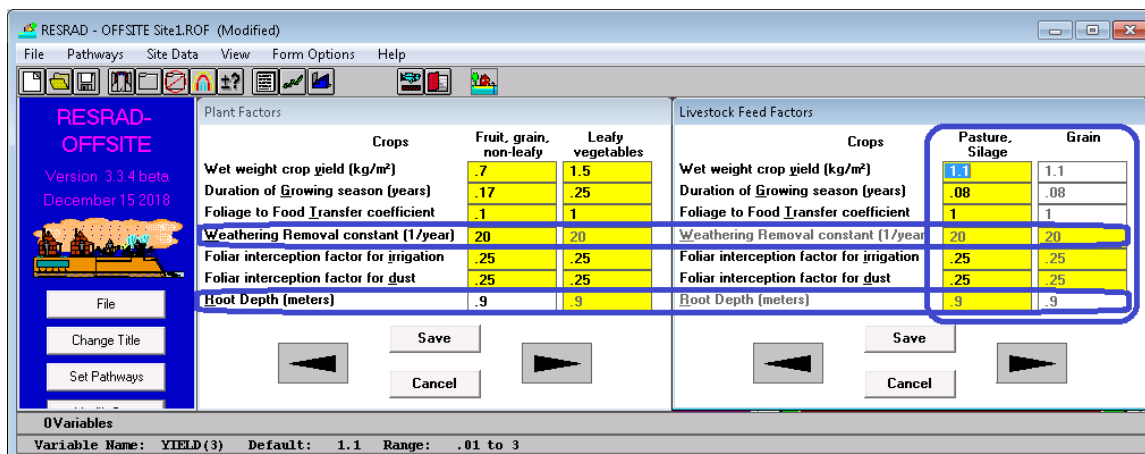 RESRAD - OFFSITE Site1.ROF (Modified)
File Pathways Site Data View Form Options Help
±?
RESRAD-
OFFSITE
Version 3.3.4 beta
December 15 2018
File
Change Title
Set Pathways
Plant Factors
Crops Fruit, grain, non-leafy Leafy vegetables
Wet weight crop yield (kg/m²) .7 1.5
Duration of Growing season (years) .17 .25
Foliage to Food Transfer coefficient .1 1
Weathering Removal constant (1/year) 20 20
Foliar interception factor for irrigation .25 .25
Foliar interception factor for dust .25 .25
Root Depth (meters) .9 .9
Save
Cancel
Livestock Feed Factors
Crops Pasture, Silage Grain
Wet weight crop yield (kg/m²) 1.1 1.1
Duration of Growing season (years) .08 .08
Foliage to Food Transfer coefficient 1 1
Weathering Removal constant (1/year 20 20
Foliar interception factor for irrigation .25 .25
Foliar interception factor for dust .25 .25
Root Depth (meters) .9 .9
Save
Cancel
0Variables
Variable Name: YIELD(3) Default: 1.1 Range: .01 to 3